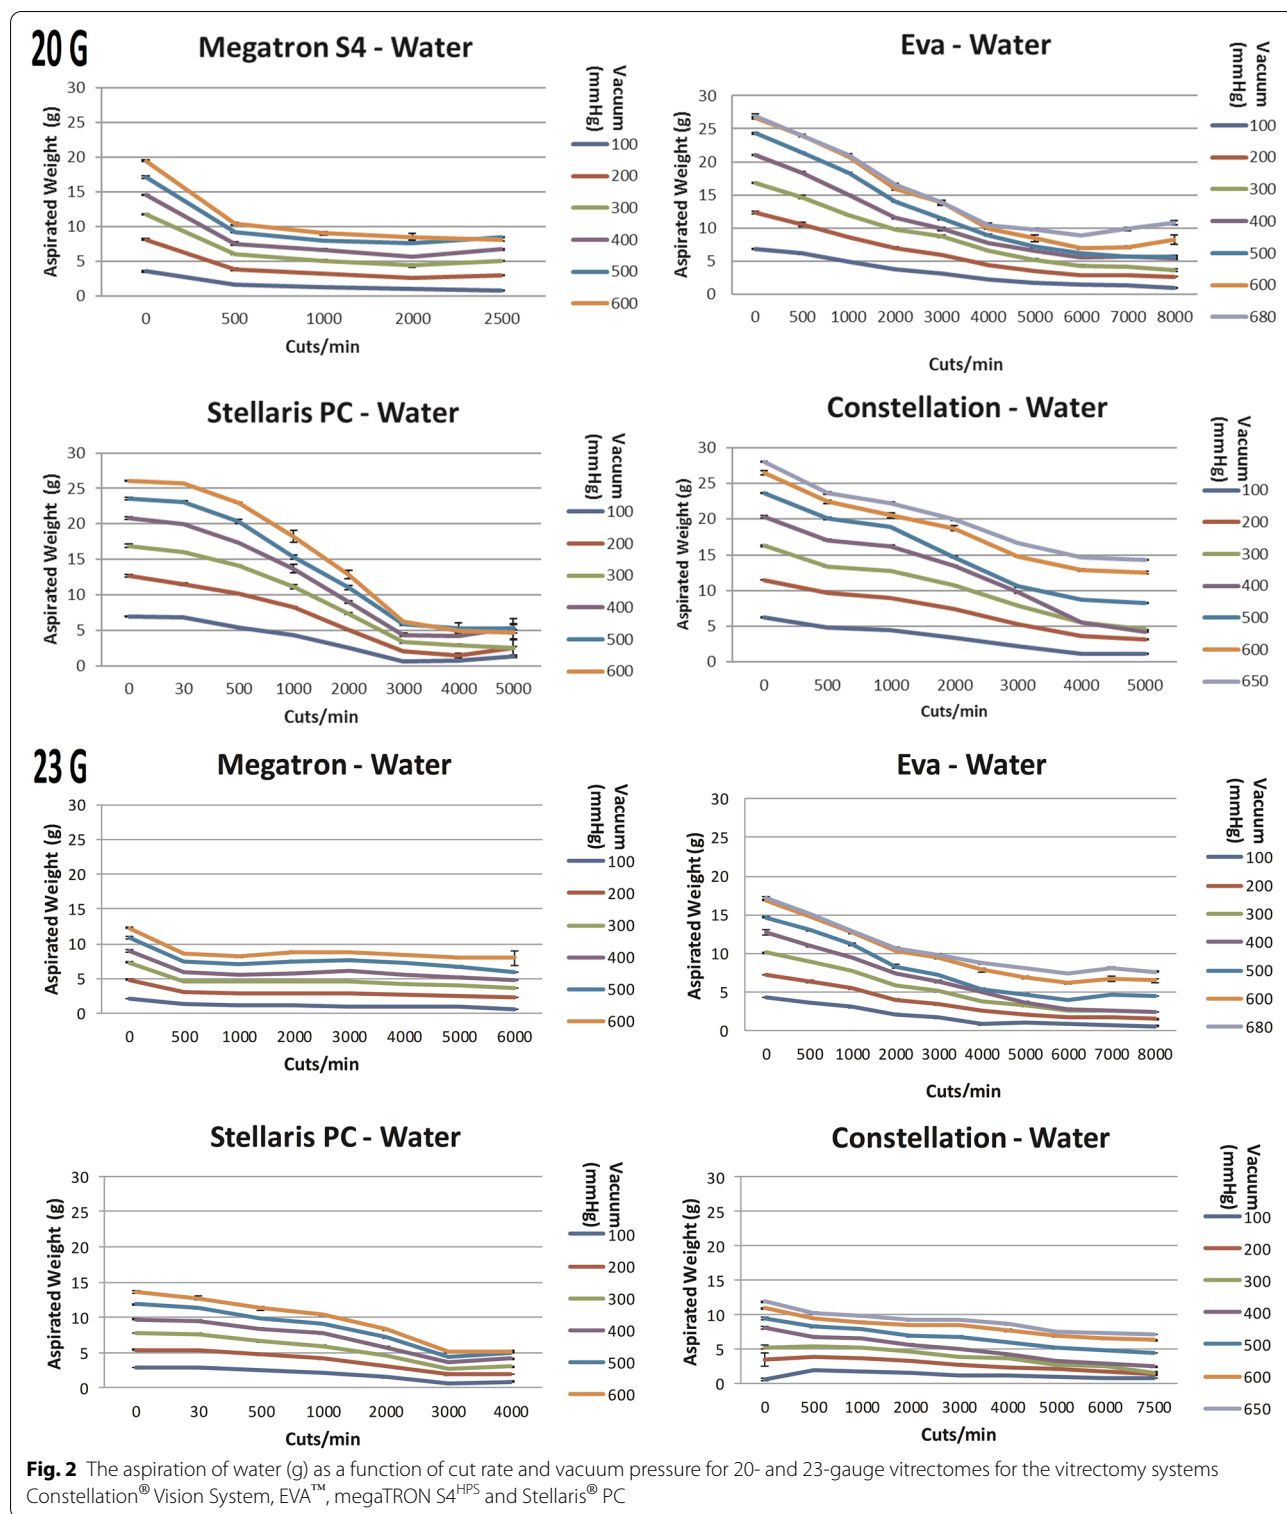 20 G
Megatron S4 - Water
Aspirated Weight (g)
30
25
20
15
10
5
0
0 500 1000 2000 2500
Cuts/min
Vacuum
(mmHg)
100
200
300
400
500
600
Eva - Water
Aspirated Weight (g)
30
25
20
15
10
5
0
0 500 1000 2000 3000 4000 5000 6000 7000 8000
Cuts/min
Vacuum
(mmHg)
100
200
300
400
500
600
680
Stellaris PC - Water
Aspirated Weight (g)
30
25
20
15
10
5
0
0 30 500 1000 2000 3000 4000 5000
Cuts/min
Vacuum
(mmHg)
100
200
300
400
500
600
Constellation - Water
Aspirated Weight (g)
30
25
20
15
10
5
0
0 500 1000 2000 3000 4000 5000
Cuts/min
Vacuum
(mmHg)
100
200
300
400
500
600
650
23 G
Megatron - Water
Aspirated Weight (g)
30
25
20
15
10
5
0
0 500 1000 2000 3000 4000 5000 6000
Cuts/min
Vacuum
(mmHg)
100
200
300
400
500
600
Eva - Water
Aspirated Weight (g)
30
25
20
15
10
5
0
0 500 1000 2000 3000 4000 5000 6000 7000 8000
Cuts/min
Vacuum
(mmHg)
100
200
300
400
500
600
680
Stellaris PC - Water
Aspirated Weight (g)
30
25
20
15
10
5
0
0 30 500 1000 2000 3000 4000
Cuts/min
Vacuum
(mmHg)
100
200
300
400
500
600
Constellation - Water
Aspirated Weight (g)
30
25
20
15
10
5
0
0 500 1000 2000 3000 4000 5000 6000 7500
Cuts/min
Vacuum
(mmHg)
100
200
300
400
500
600
650
Fig. 2 The aspiration of water (g) as a function of cut rate and vacuum pressure for 20- and 23-gauge vitrectomes for the vitrectomy systems
Constellation® Vision System, EVA™, megaTRON S4HPS and Stellaris® PC